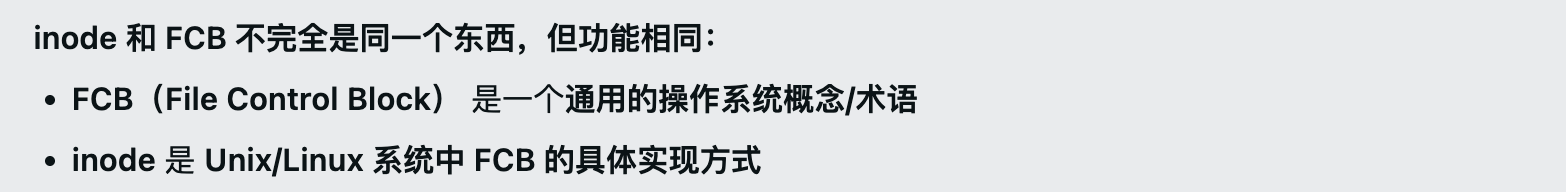 inode 和 FCB 不完全是同一个东西，但功能相同：
• FCB（File Control Block） 是一个通用的操作系统概念/术语
• inode 是 Unix/Linux 系统中 FCB 的具体实现方式